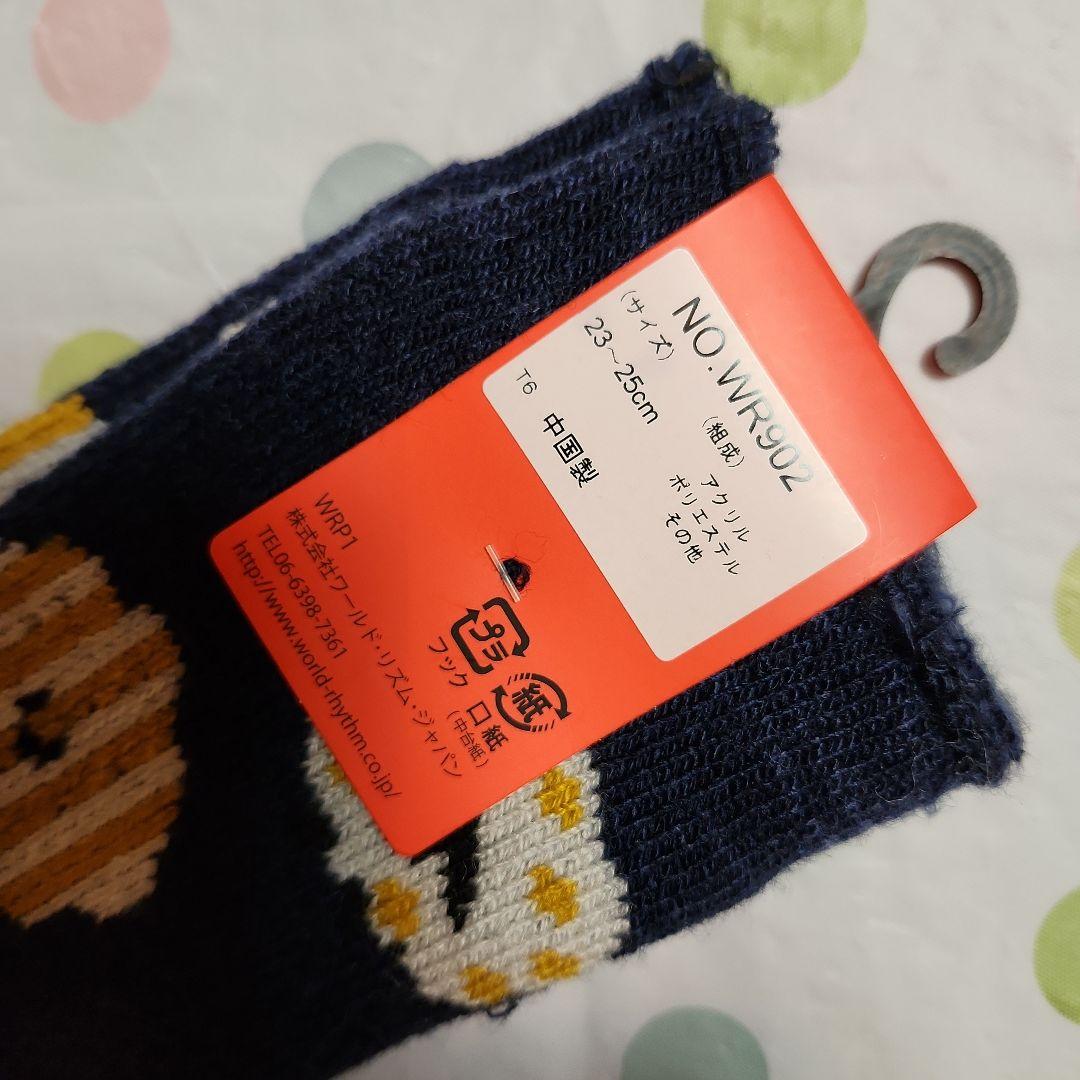 NO.WR902
(サイズ)
23～25cm
(組成)
アクリル
ポリエステル
その他
T6
中国製
WRP1
株式会社ワールド・リズム・ジャパン
TEL06-6398-7361
http://www.world-rhythm.co.jp/
プラ
フック
紙
口紙
(中台紙)